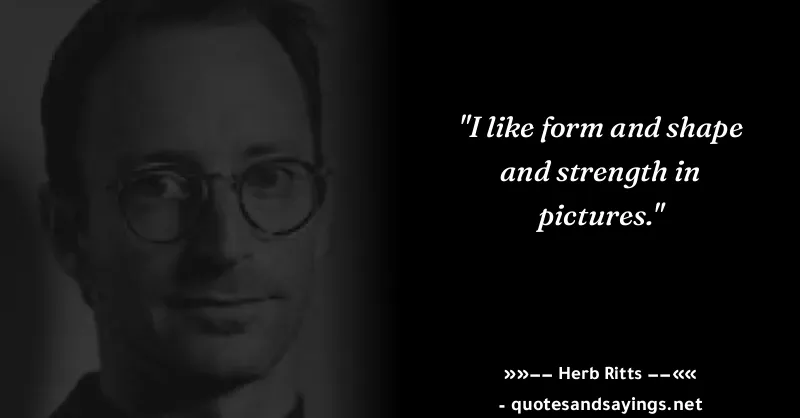 "I like form and shape
and strength in
pictures."
»»—— Herb Ritts ——««
- quotesandsayings.net